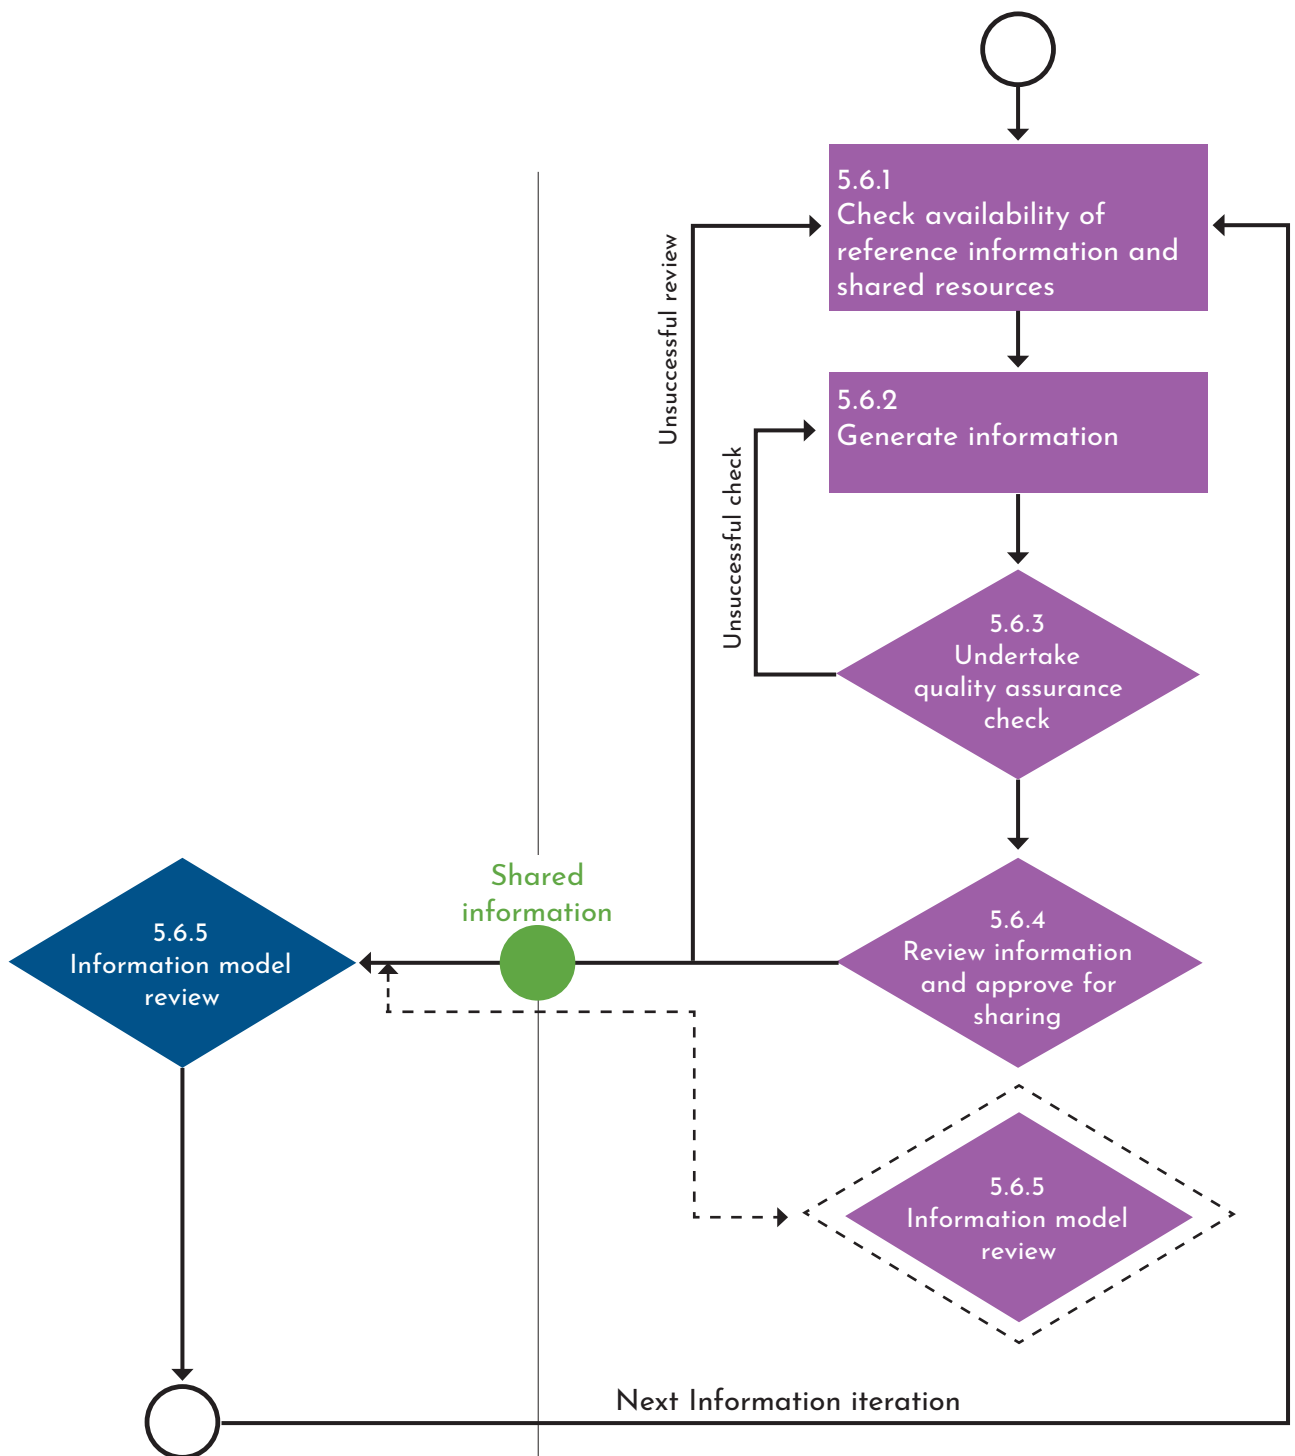 5.6.1
Check availability of
reference information and
shared resources
Unsuccessful review
5.6.2
Generate information
Unsuccessful check
5.6.3
Undertake
quality assurance
check
Shared
information
5.6.4
Review information
and approve for
sharing
5.6.5
Information model
review
5.6.5
Information model
review
Next Information iteration